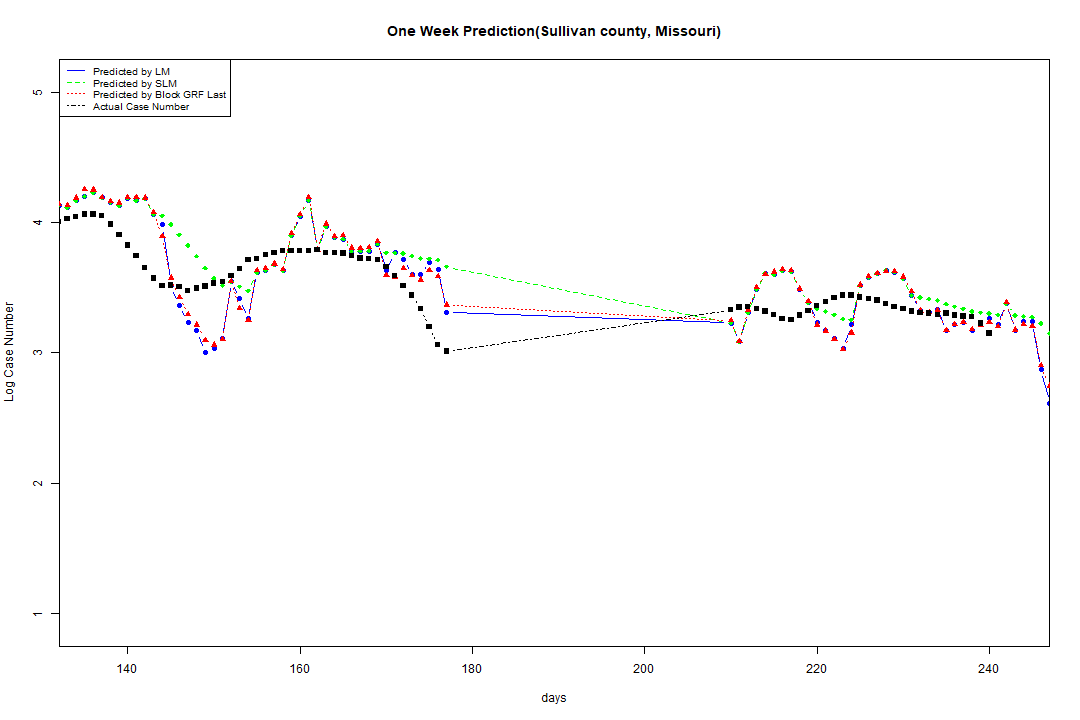 One Week Prediction(Sullivan county, Missouri)
Predicted by LM
Predicted by SLM
Predicted by Block GRF Last
Actual Case Number
5
4
3
2
1
Log Case Number
140 160 180 200 220 240
days